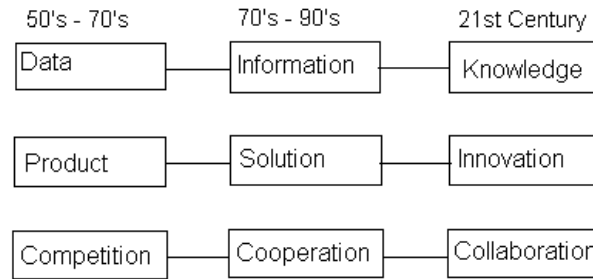 50's - 70's 70's - 90's 21st Century
Data Information Knowledge
Product Solution Innovation
Competition Cooperation Collaboration